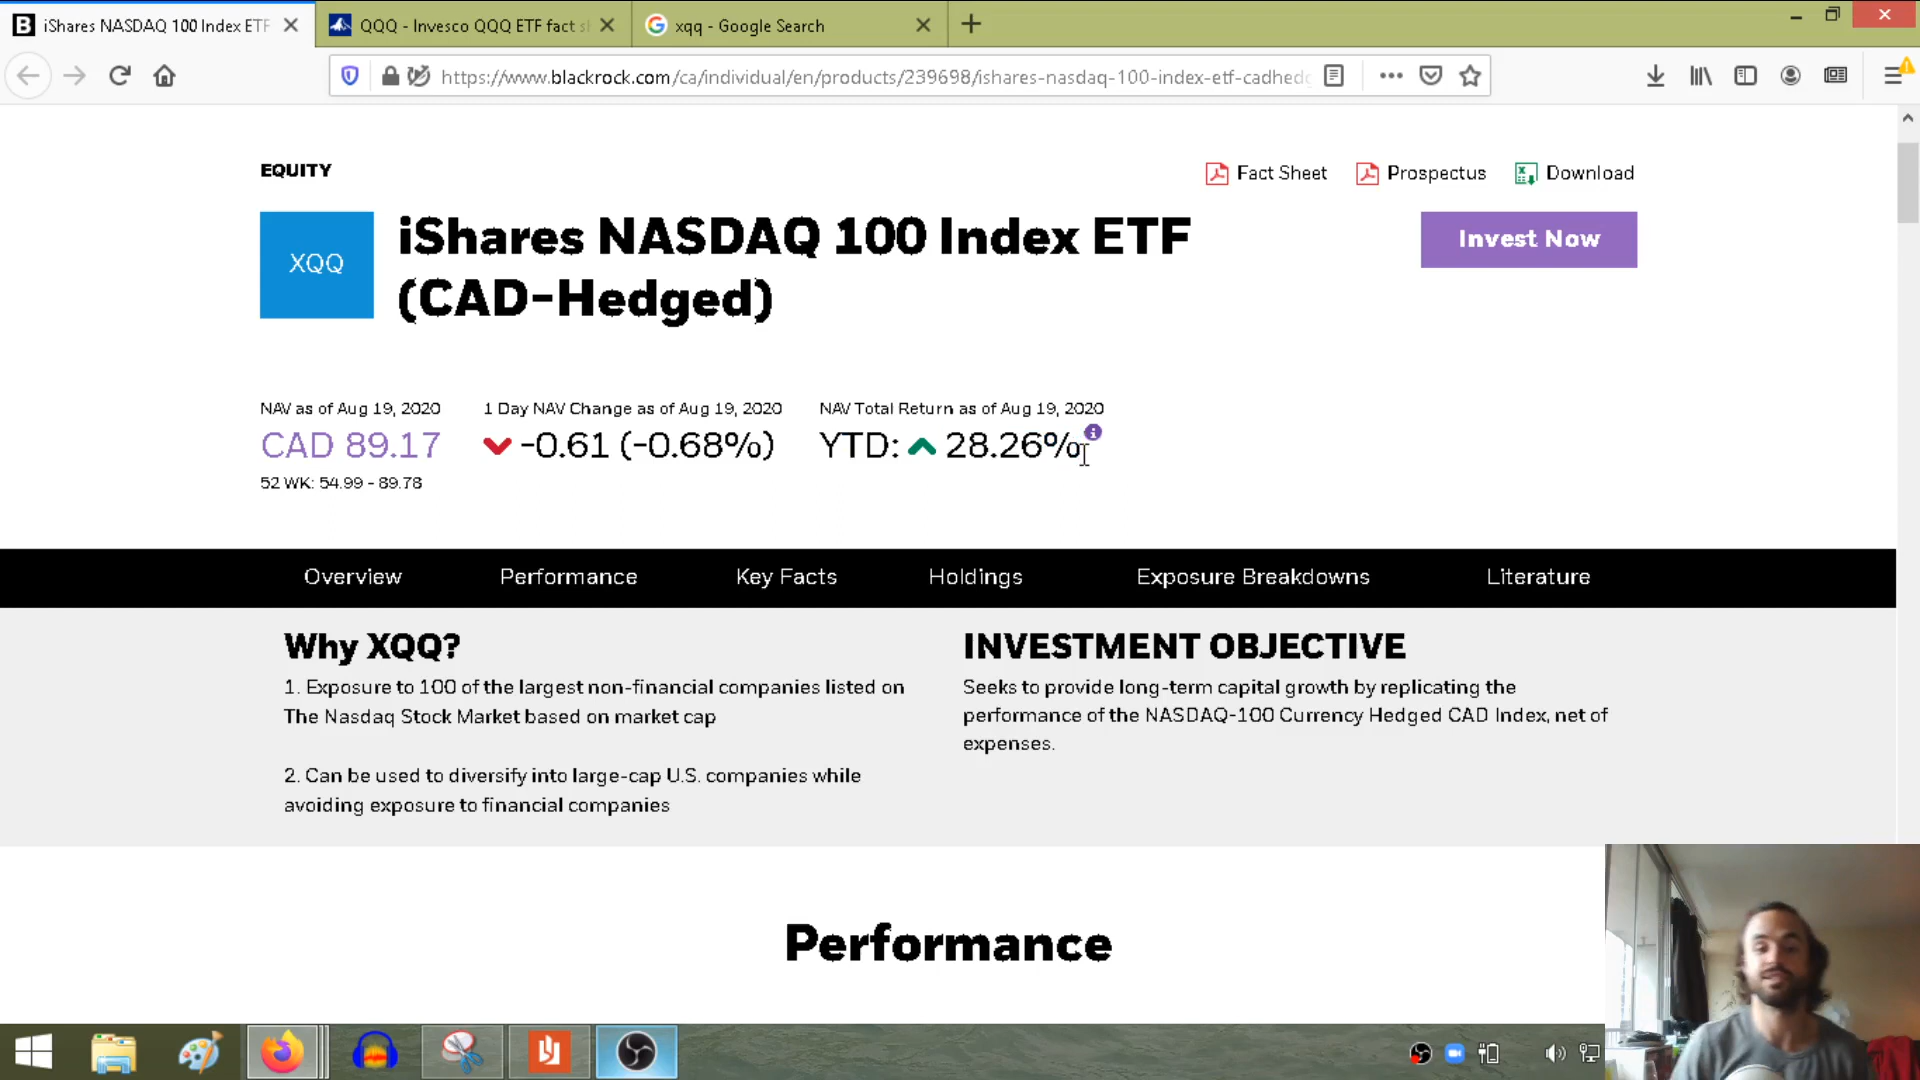 iShares NASDAQ 100 Index ETF
QQQ - Invesco QQQ ETF fact s
xqq - Google Search
https://www.blackrock.com/ca/individual/en/products/239698/ishares-nasdaq-100-index-etf-cadhedg
EQUITY
Fact Sheet
Prospectus
Download
XQQ
iShares NASDAQ 100 Index ETF
(CAD-Hedged)
Invest Now
NAV as of Aug 19, 2020
CAD 89.17
52 WK: 54.99 - 89.78
1 Day NAV Change as of Aug 19, 2020
-0.61 (-0.68%)
NAV Total Return as of Aug 19, 2020
YTD: 28.26%
Overview
Performance
Key Facts
Holdings
Exposure Breakdowns
Literature
Why XQQ?
1. Exposure to 100 of the largest non-financial companies listed on
The Nasdaq Stock Market based on market cap
2. Can be used to diversify into large-cap U.S. companies while
avoiding exposure to financial companies
INVESTMENT OBJECTIVE
Seeks to provide long-term capital growth by replicating the
performance of the NASDAQ-100 Currency Hedged CAD Index, net of
expenses.
Performance